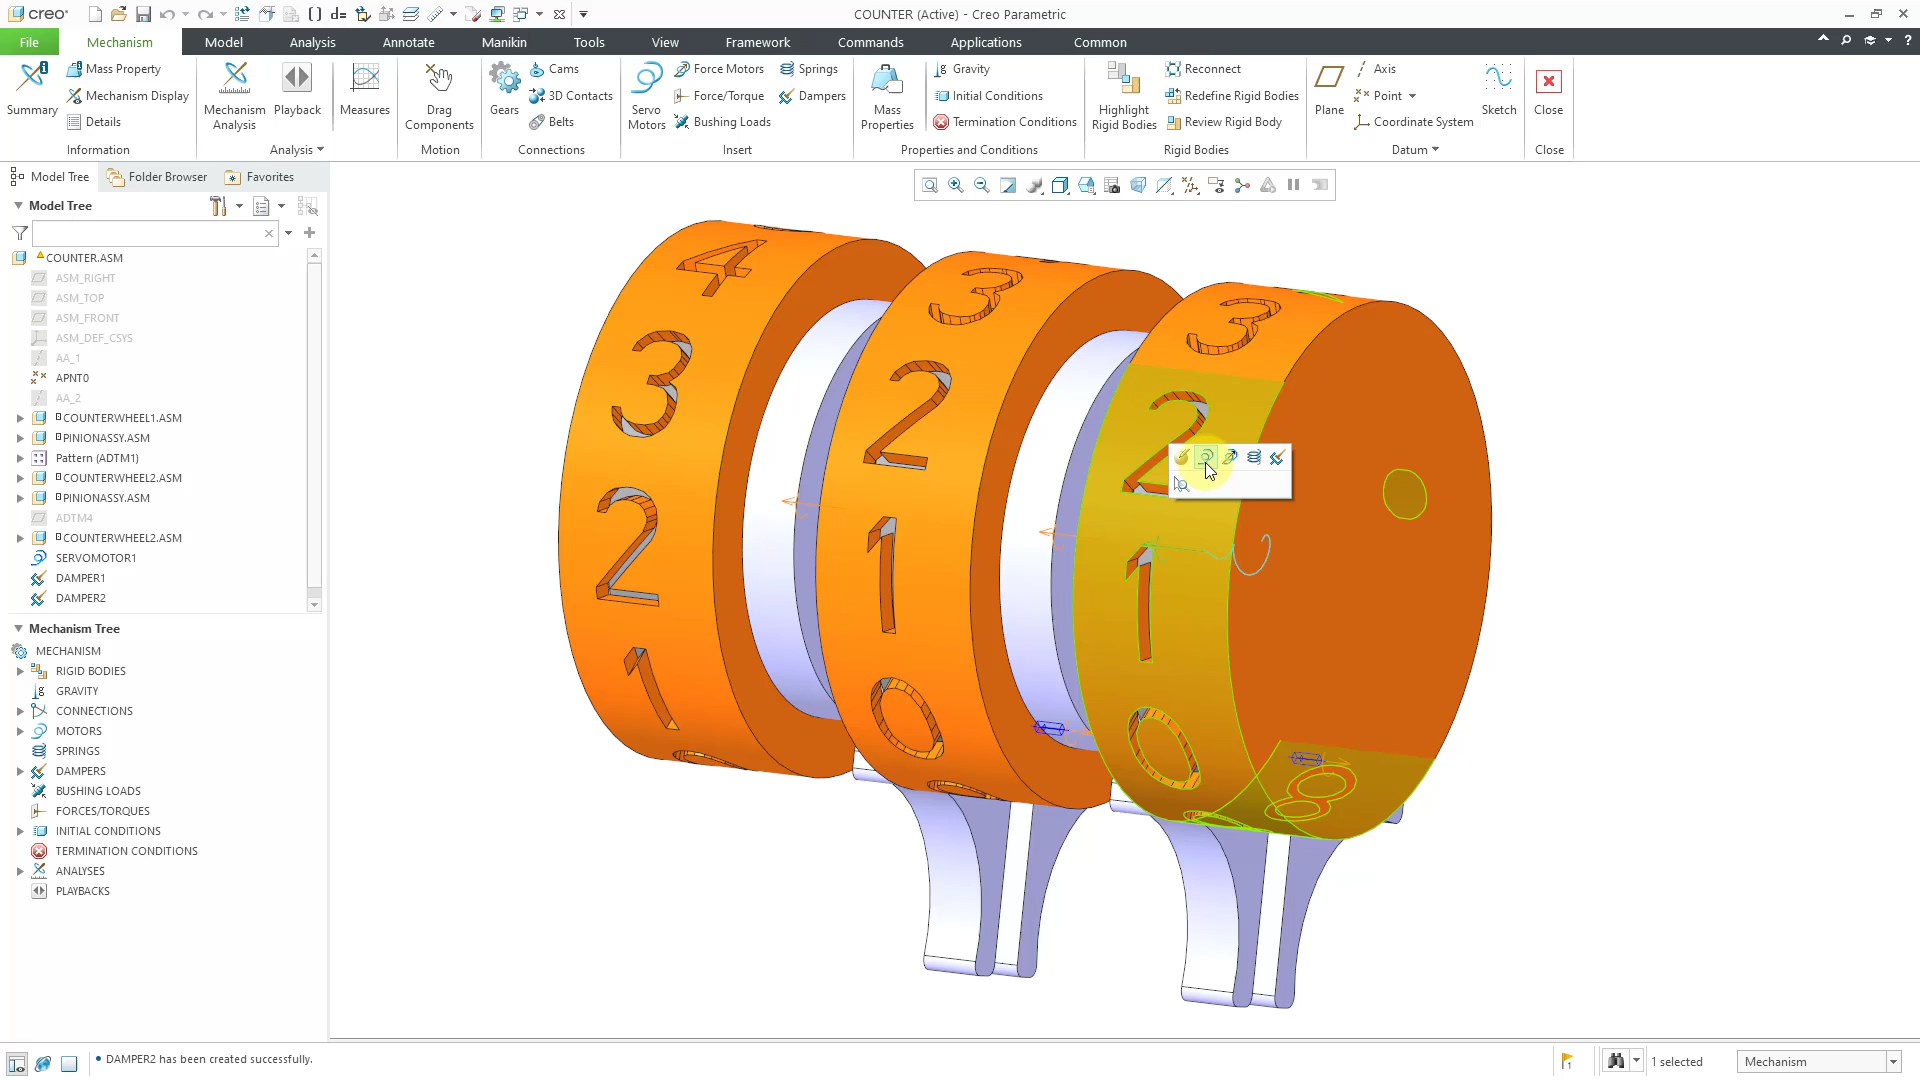 creo
COUNTER (Active) - Creo Parametric
File
Mechanism
Model
Analysis
Annotate
Manikin
Tools
View
Framework
Commands
Applications
Common
Summary
Mass Property
Mechanism Display
Details
Information
Mechanism
Analysis
Playback
Measures
Analysis
Drag
Components
Motion
Gears
Cams
3D Contacts
Belts
Connections
Servo
Motors
Force Motors
Force/Torque
Bushing Loads
Springs
Dampers
Insert
Mass
Properties
Gravity
Initial Conditions
Termination Conditions
Properties and Conditions
Highlight
Rigid Bodies
Reconnect
Redefine Rigid Bodies
Review Rigid Body
Rigid Bodies
Plane
Axis
Point
Coordinate System
Sketch
Datum
Close
Close
Model Tree
Folder Browser
Favorites
Model Tree
COUNTER.ASM
ASM_RIGHT
ASM_TOP
ASM_FRONT
ASM_DEF_CSYS
AA_1
APNT0
AA_2
COUNTERWHEEL1.ASM
PINIONASSY.ASM
Pattern (ADTM1)
COUNTERWHEEL2.ASM
PINIONASSY.ASM
ADTM4
COUNTERWHEEL2.ASM
SERVOMOTOR1
DAMPER1
DAMPER2
Mechanism Tree
MECHANISM
RIGID BODIES
GRAVITY
CONNECTIONS
MOTORS
SPRINGS
DAMPERS
BUSHING LOADS
FORCES/TORQUES
INITIAL CONDITIONS
TERMINATION CONDITIONS
ANALYSES
PLAYBACKS
4
3
2
1
3
2
1
0
3
2
1
0
8
DAMPER2 has been created successfully.
1
1 selected
Mechanism